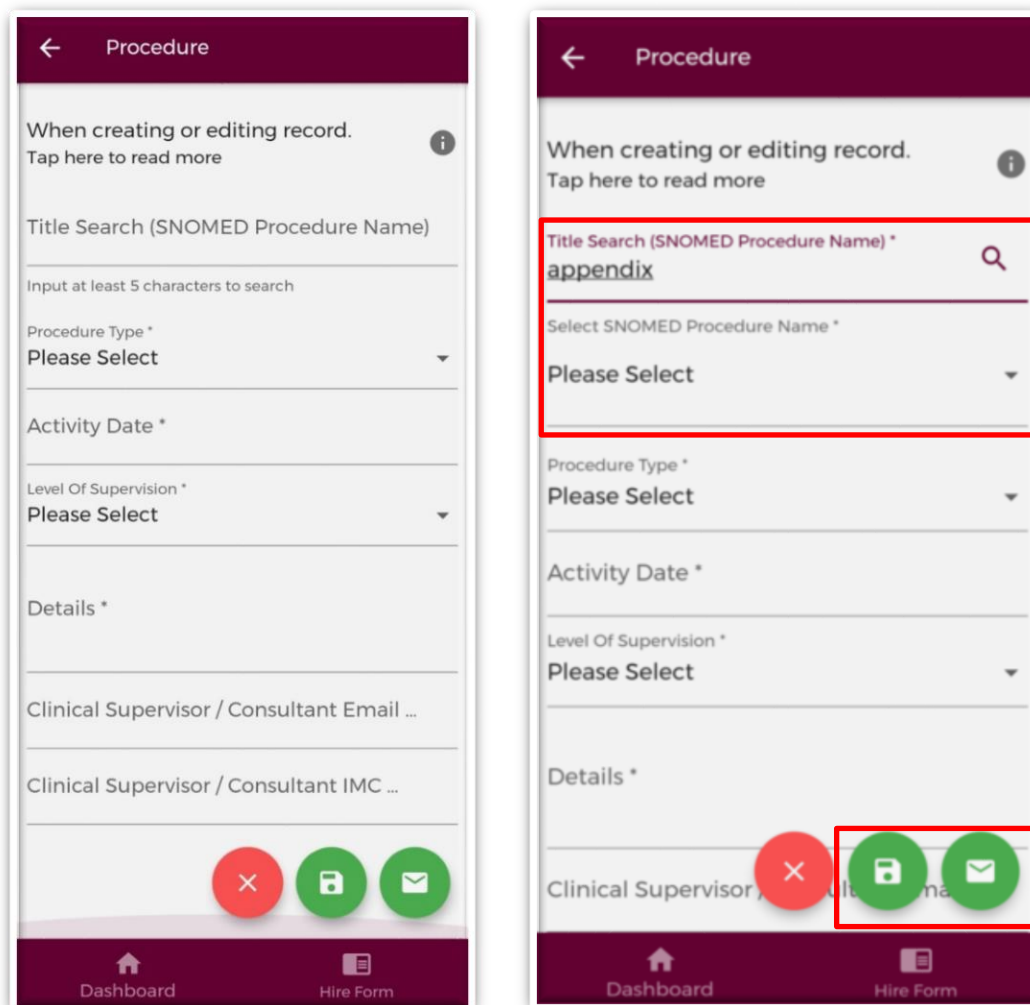 Procedure
When creating or editing record.
Tap here to read more
Title Search (SNOMED Procedure Name)
Input at least 5 characters to search
Procedure Type *
Please Select
Activity Date *
Level Of Supervision *
Please Select
Details *
Clinical Supervisor / Consultant Email ...
Clinical Supervisor / Consultant IMC ...
Dashboard
Hire Form
Procedure
When creating or editing record.
Tap here to read more
Title Search (SNOMED Procedure Name) *
appendix
Select SNOMED Procedure Name *
Please Select
Procedure Type *
Please Select
Activity Date *
Level Of Supervision *
Please Select
Details *
Clinical Supervisor
Dashboard
Hire Form